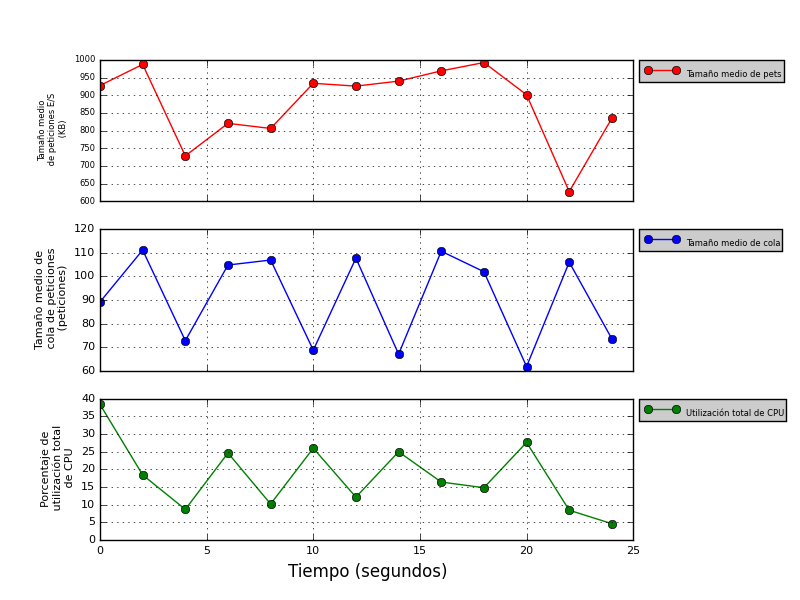 1000
950
900
850
800
750
700
650
600
Tamaño medio
de peticiones E/S
(KB)
Tamaño medio de pets
120
110
100
90
80
70
60
Tamaño medio de
cola de peticiones
(peticiones)
Tamaño medio de cola
40
35
30
25
20
15
10
5
0
Porcentaje de
utilización total
de CPU
Utilización total de CPU
0 5 10 15 20 25
Tiempo (segundos)